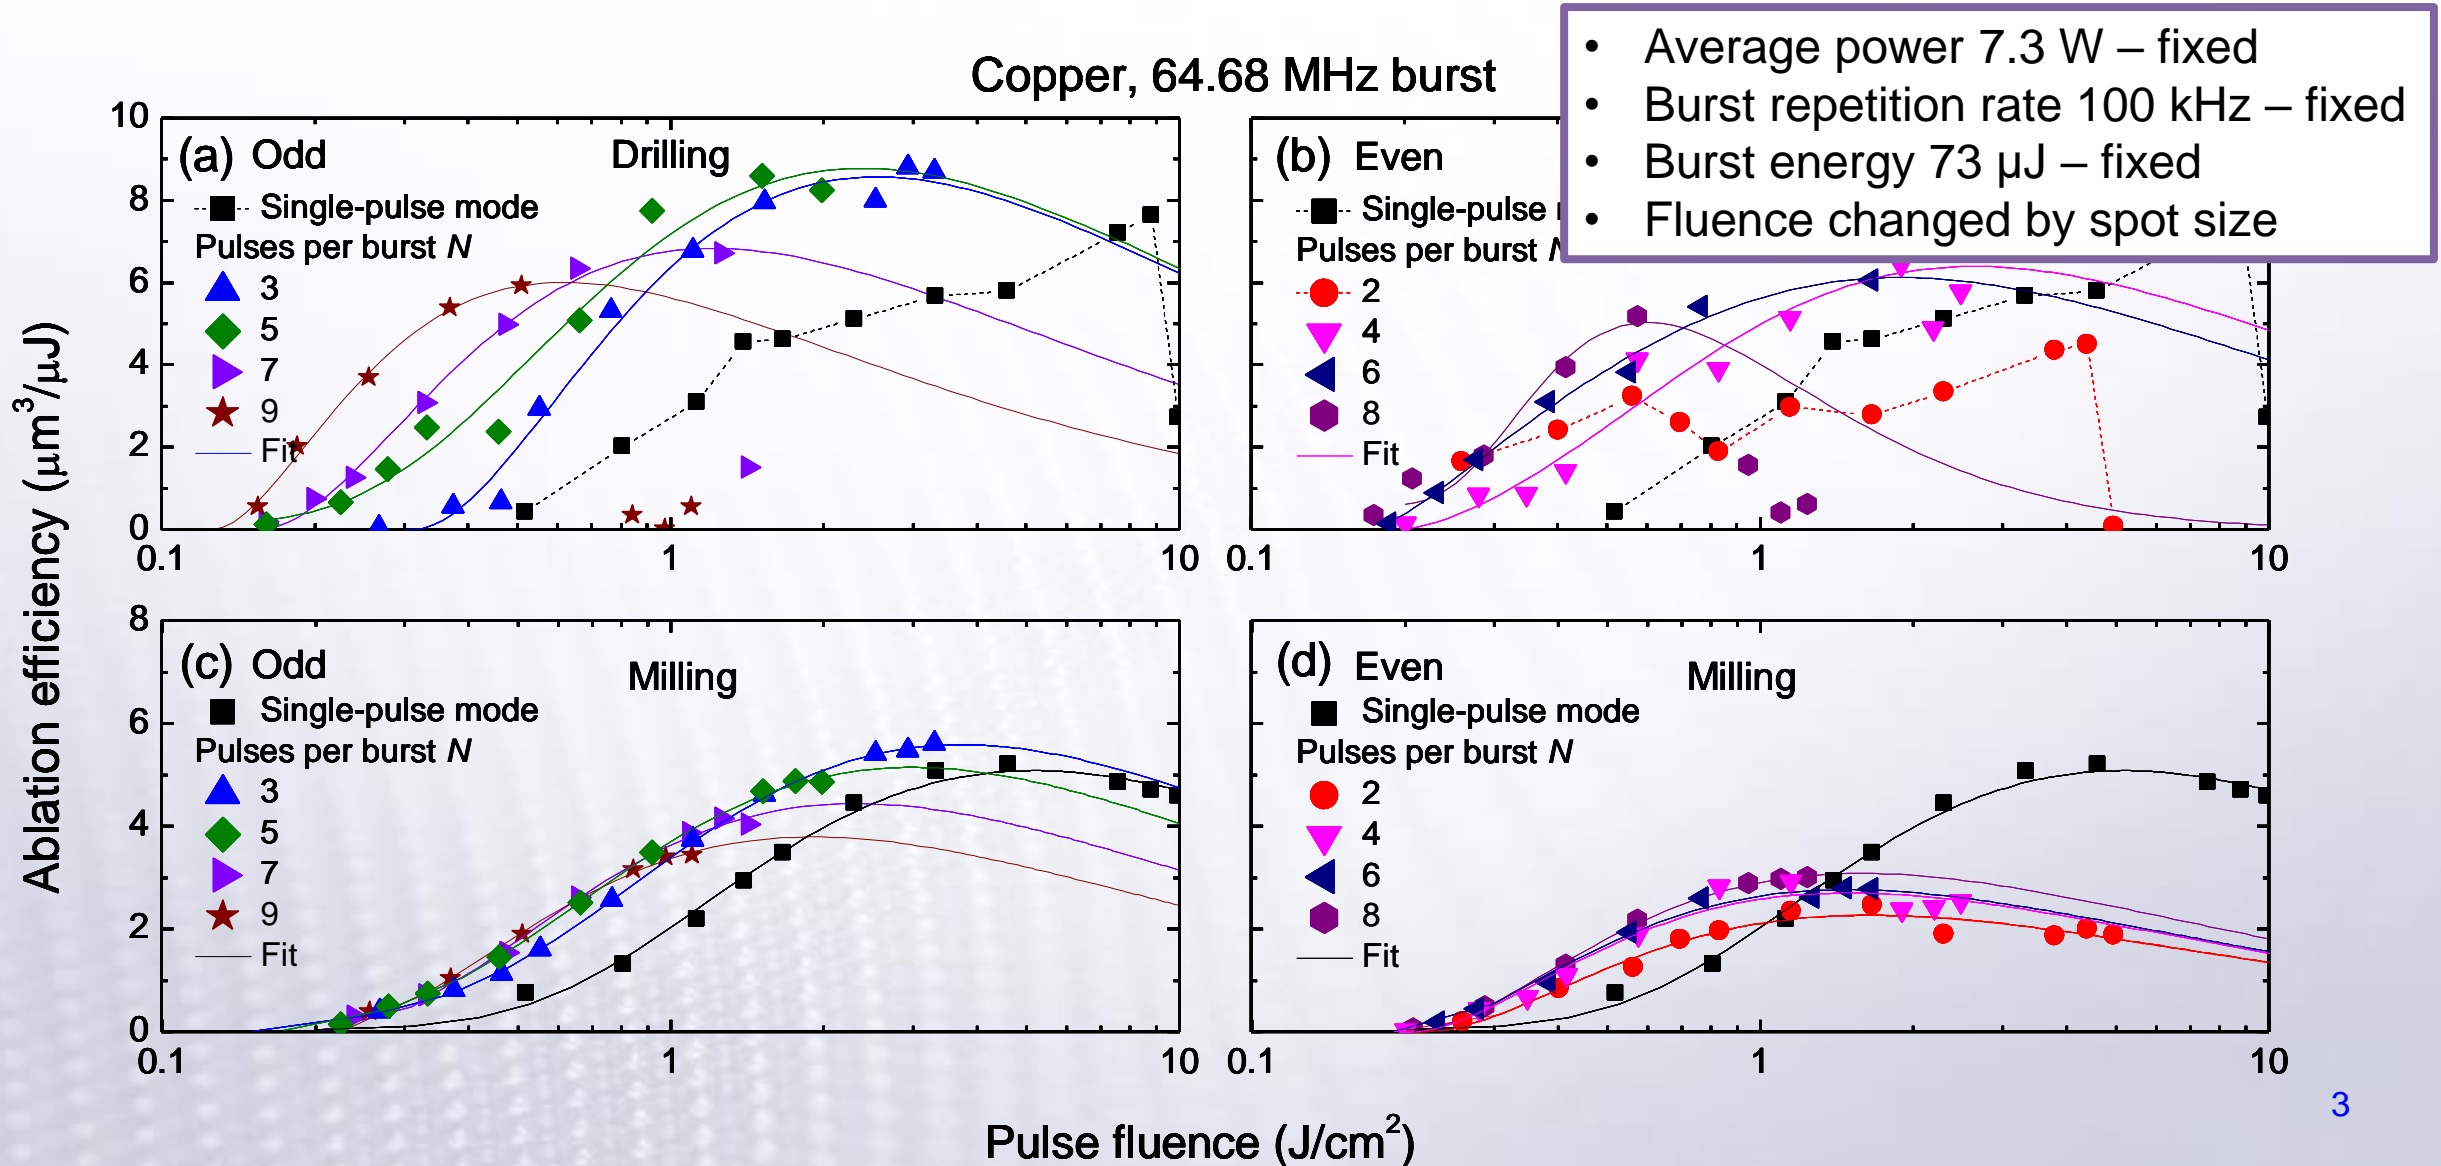 Copper, 64.68 MHz burst
• Average power 7.3 W – fixed
• Burst repetition rate 100 kHz – fixed
• Burst energy 73 µJ – fixed
• Fluence changed by spot size
Ablation efficiency (µm³/µJ)
(a) Odd
Drilling
Single-pulse mode
Pulses per burst N
3
5
7
9
Fit
10
8
6
4
2
0
0.1
1
10
(b) Even
Single-pulse
Pulses per burst
2
4
6
8
Fit
0.1
1
10
(c) Odd
Milling
Single-pulse mode
Pulses per burst N
3
5
7
9
Fit
8
6
4
2
0
0.1
1
10
(d) Even
Milling
Single-pulse mode
Pulses per burst N
2
4
6
8
Fit
0.1
1
10
Pulse fluence (J/cm²)
3